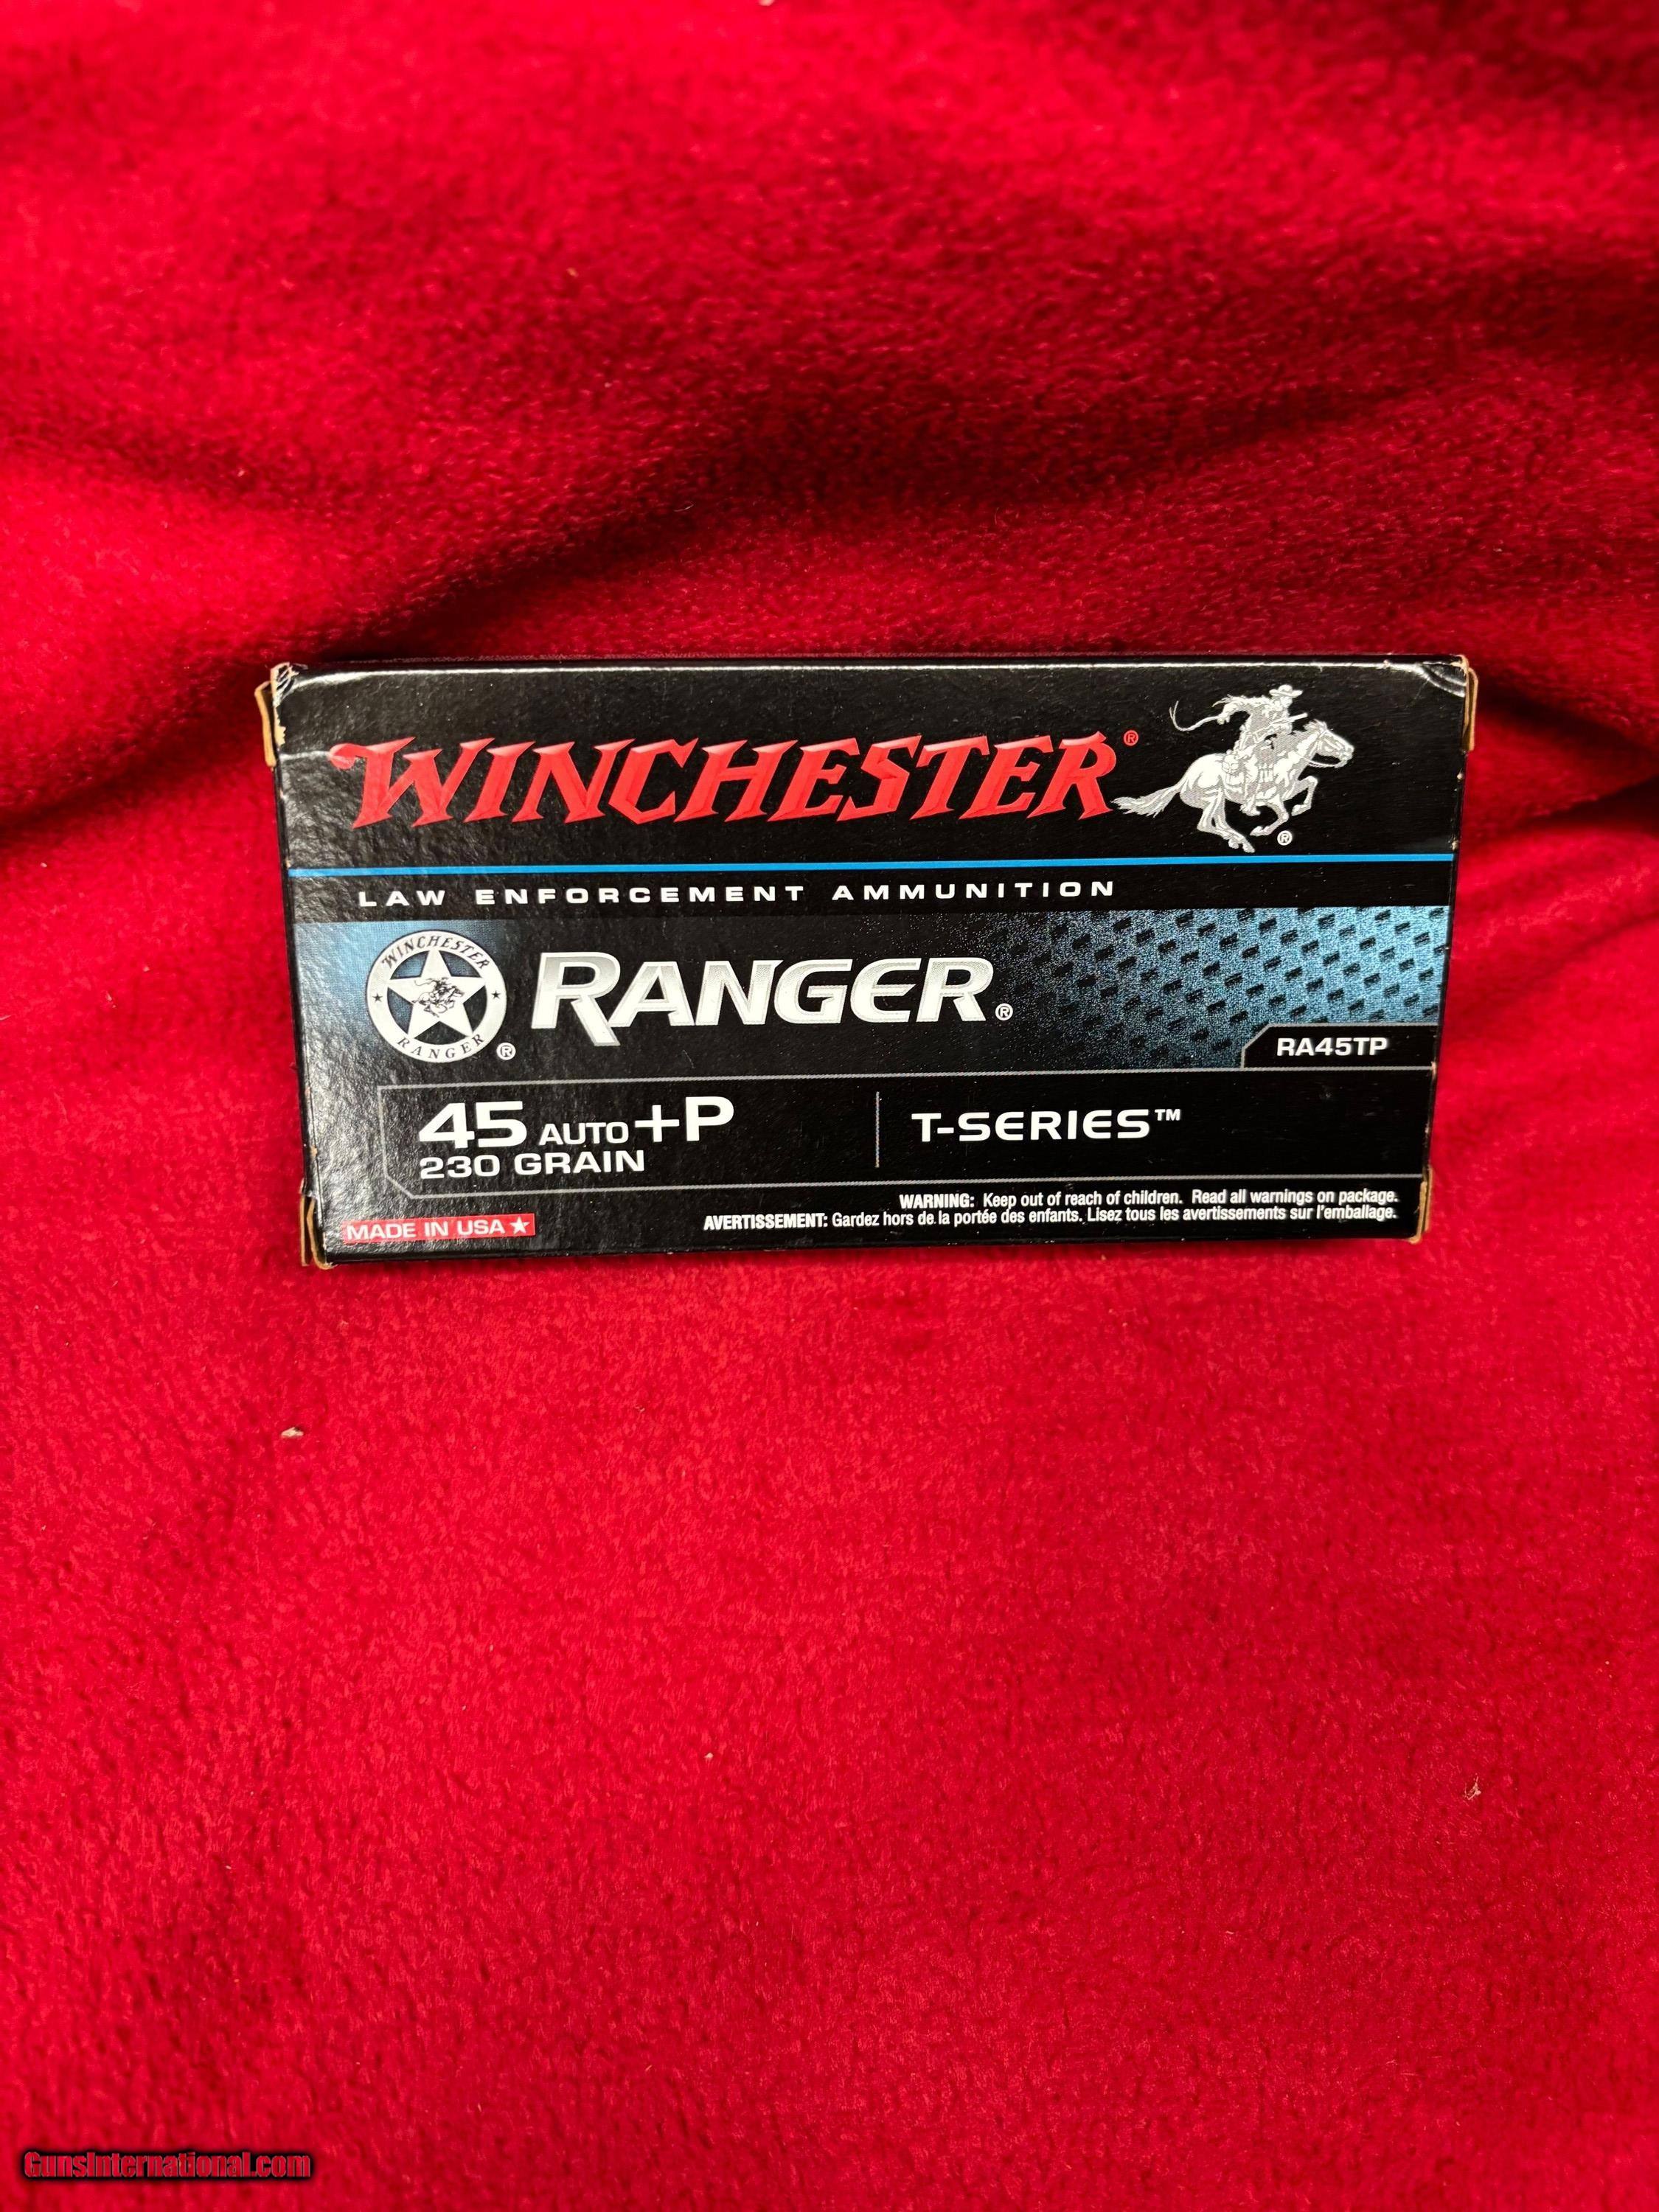 WINCHESTER®
®
LAW ENFORCEMENT AMMUNITION
WINCHESTER
RANGER
®
RANGER®
RA45TP
45 AUTO +P
230 GRAIN
T-SERIES™
WARNING: Keep out of reach of children. Read all warnings on package.
AVERTISSEMENT: Gardez hors de la portée des enfants. Lisez tous les avertissements sur l'emballage.
MADE IN USA
GunsInternational.com